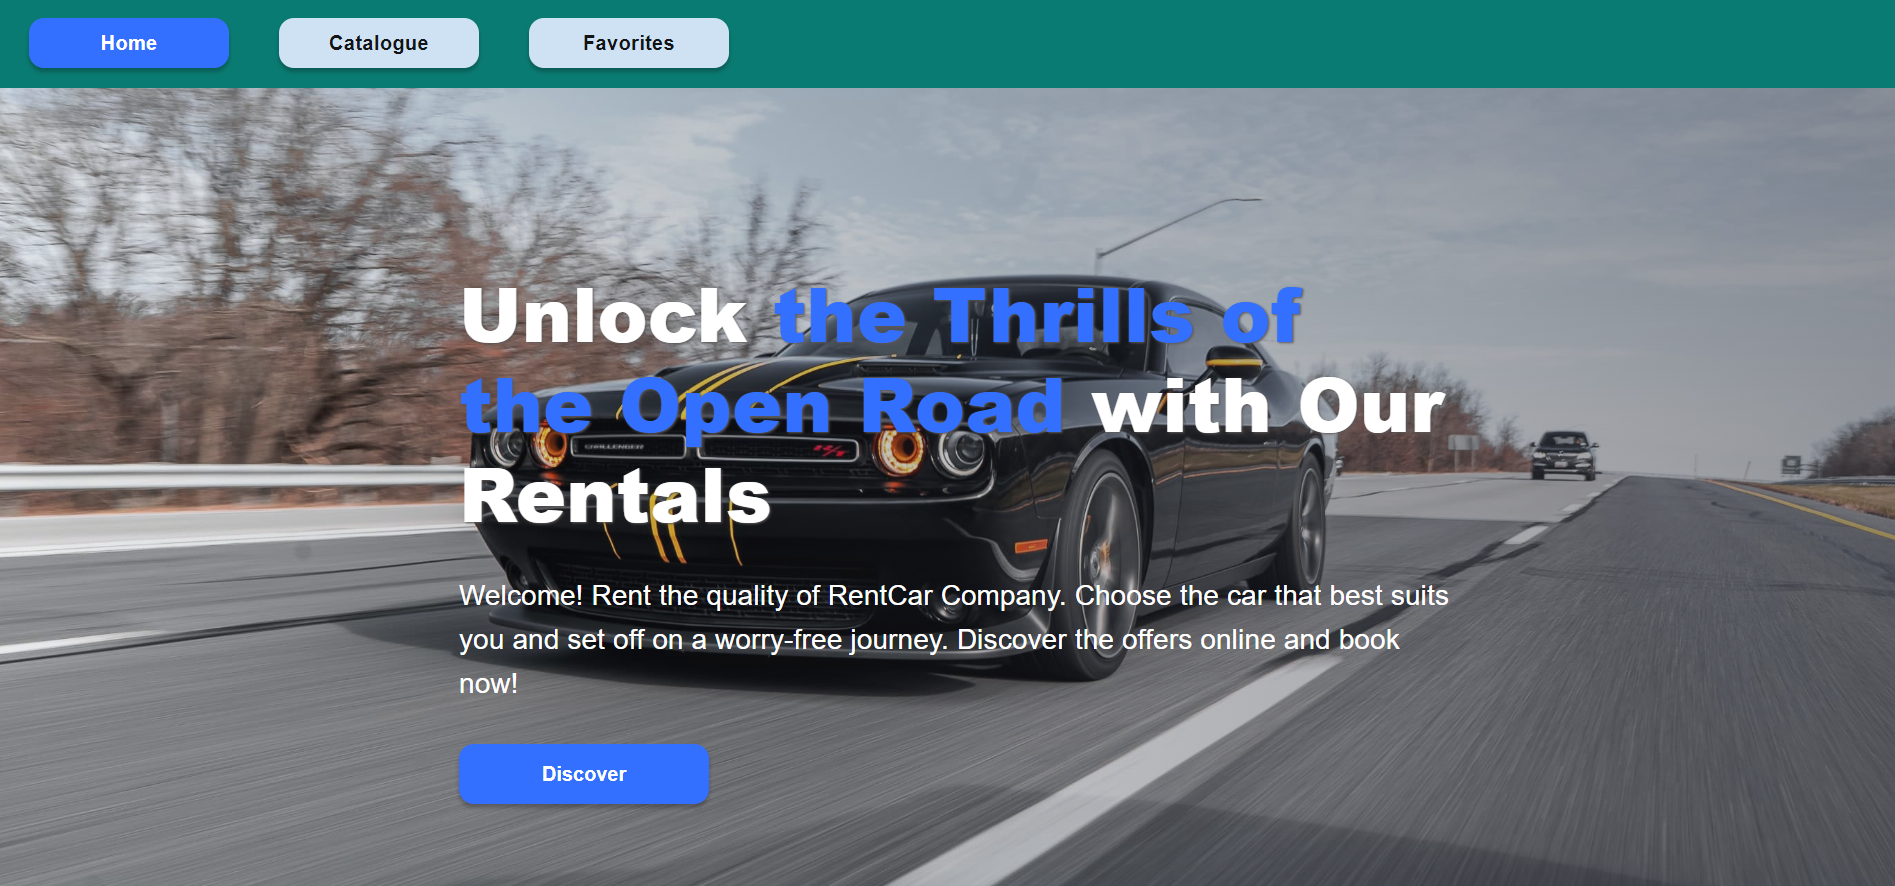 Home
Catalogue
Favorites
Unlock the Thrills of
the Open Road with Our
CHALLENGER
R/T
Rentals
Welcome! Rent the quality of RentCar Company. Choose the car that best suits
you and set off on a worry-free journey. Discover the offers online and book
now!
Discover